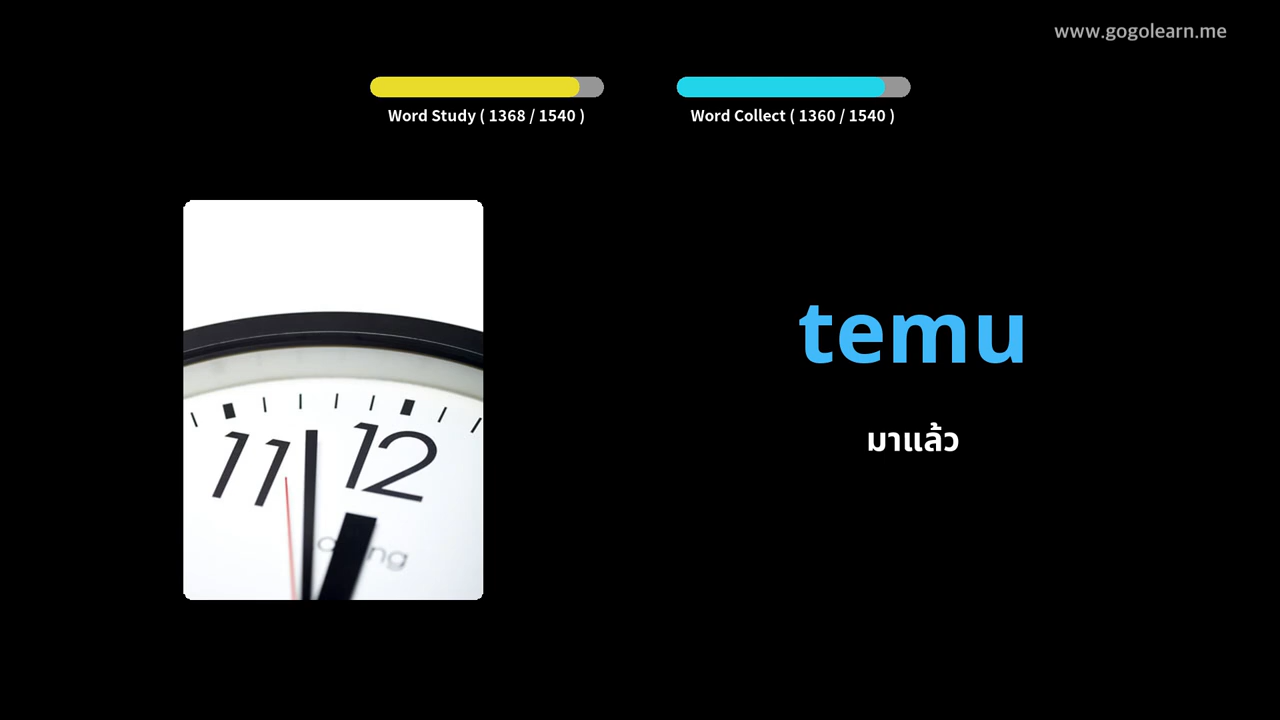 www.gogolearn.me
Word Study ( 1368 / 1540 )
Word Collect ( 1360 / 1540 )
temu
มาแล้ว
11
12